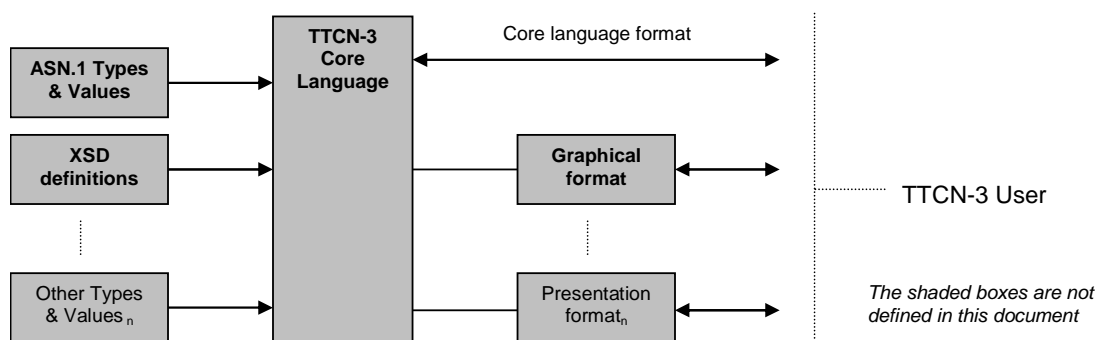 TTCN-3
Core
Language
Core language format
ASN.1 Types
& Values
XSD
definitions
Graphical
format
TTCN-3 User
Other Types
& Values n
Presentation
formatn
The shaded boxes are not
defined in this document